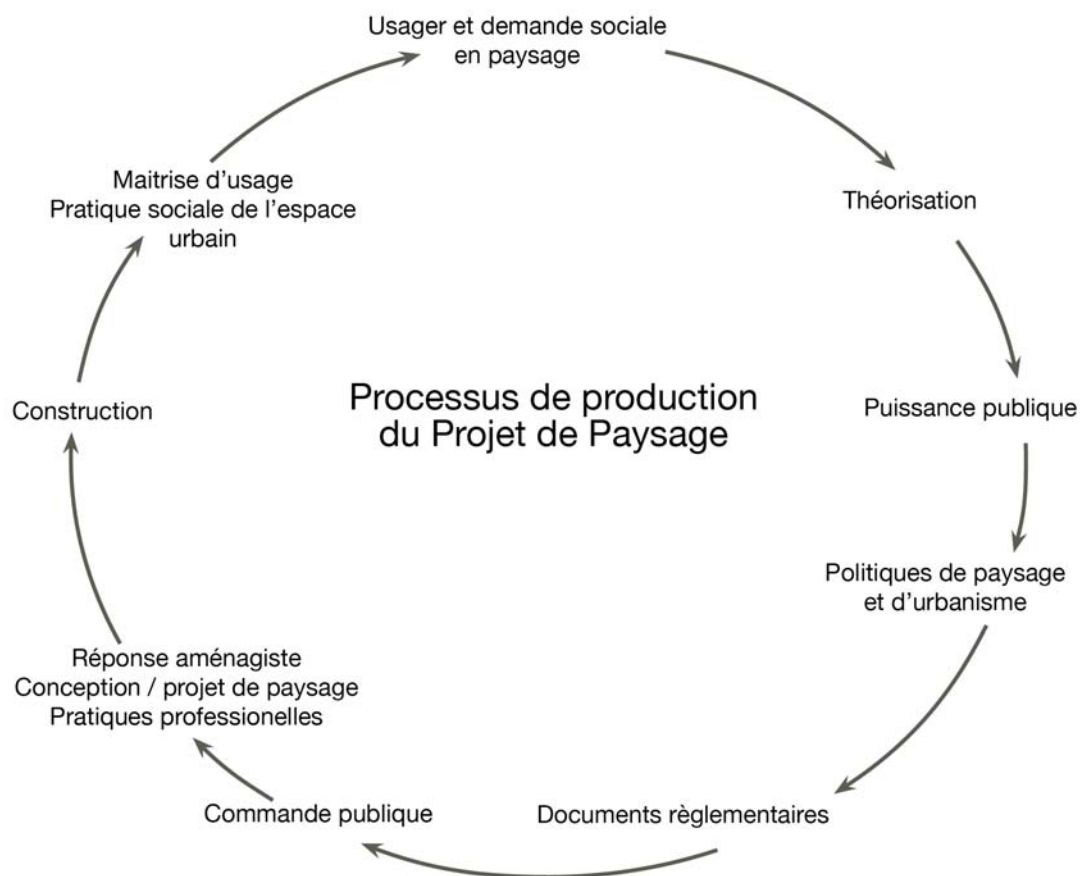 Usager et demande sociale
en paysage
Théorisation
Puissance publique
Politiques de paysage
et d'urbanisme
Documents règlementaires
Commande publique
Réponse aménagiste
Conception / projet de paysage
Pratiques professionelles
Construction
Maitrise d'usage
Pratique sociale de l'espace
urbain
Processus de production
du Projet de Paysage